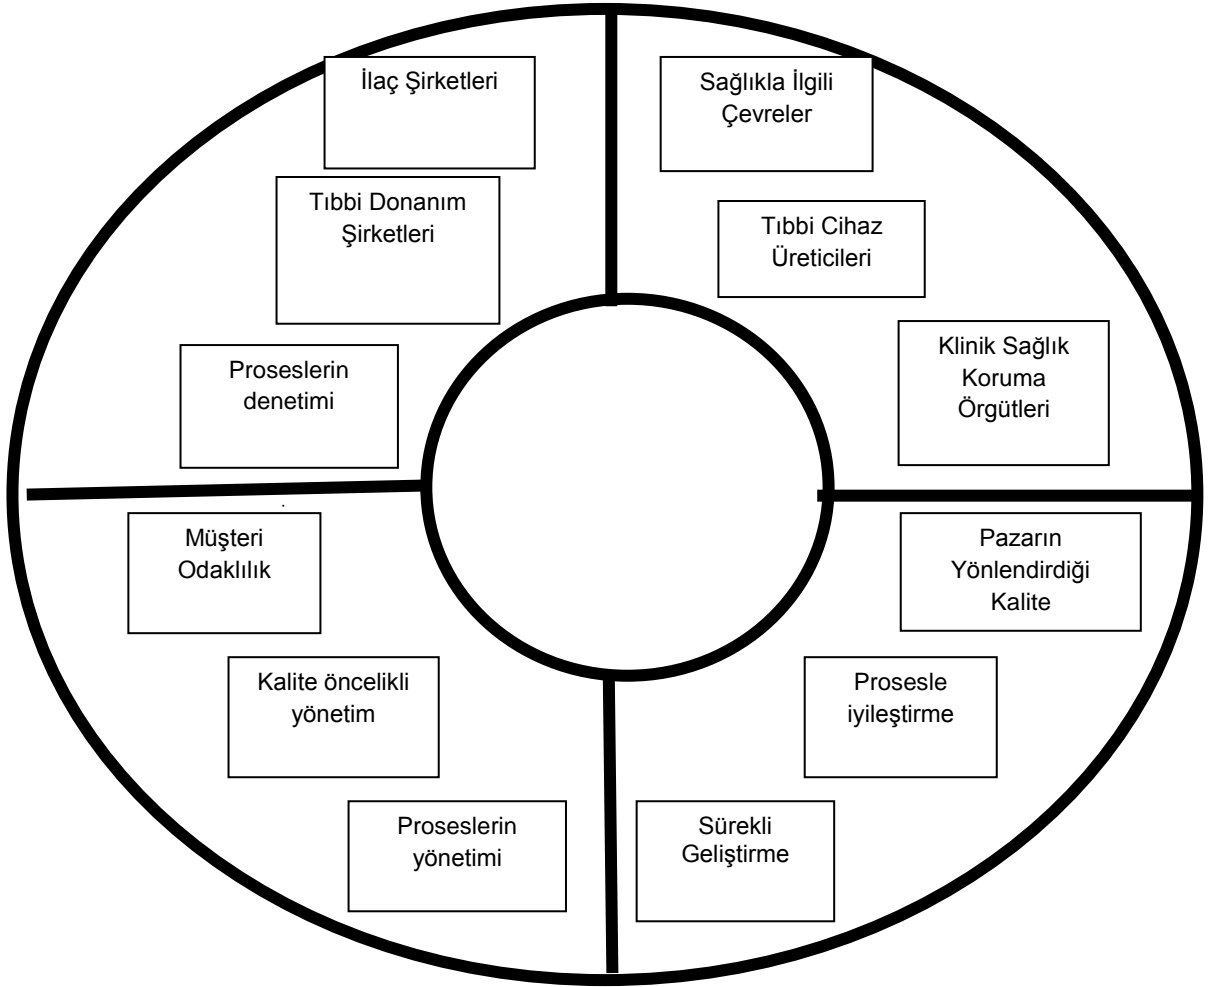 İlaç Şirketleri
Sağlıkla İlgili
Çevreler
Tıbbi Donanım
Şirketleri
Tıbbi Cihaz
Üreticileri
Proseslerin
denetimi
Klinik Sağlık
Koruma
Örgütleri
Müşteri
Odaklılık
Pazarın
Yönlendirdiği
Kalite
Kalite öncelikli
yönetim
Prosesle
iyileştirme
Proseslerin
yönetimi
Sürekli
Geliştirme